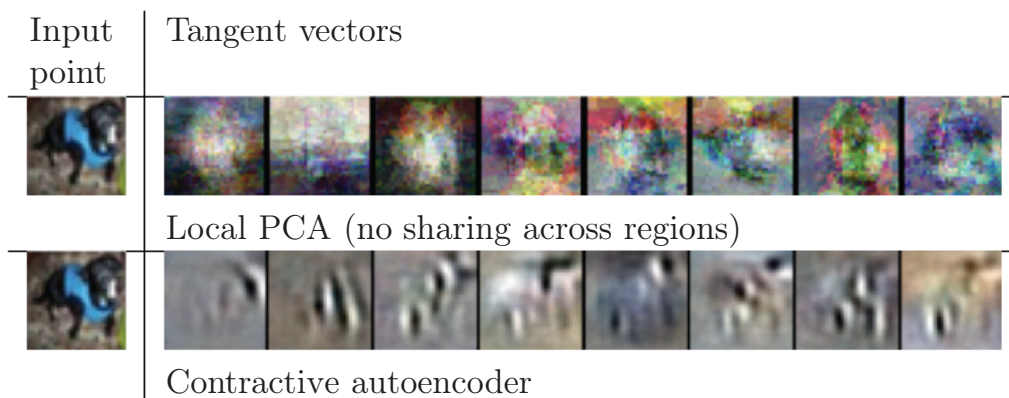 Input
point
Tangent vectors
Local PCA (no sharing across regions)
Contractive autoencoder